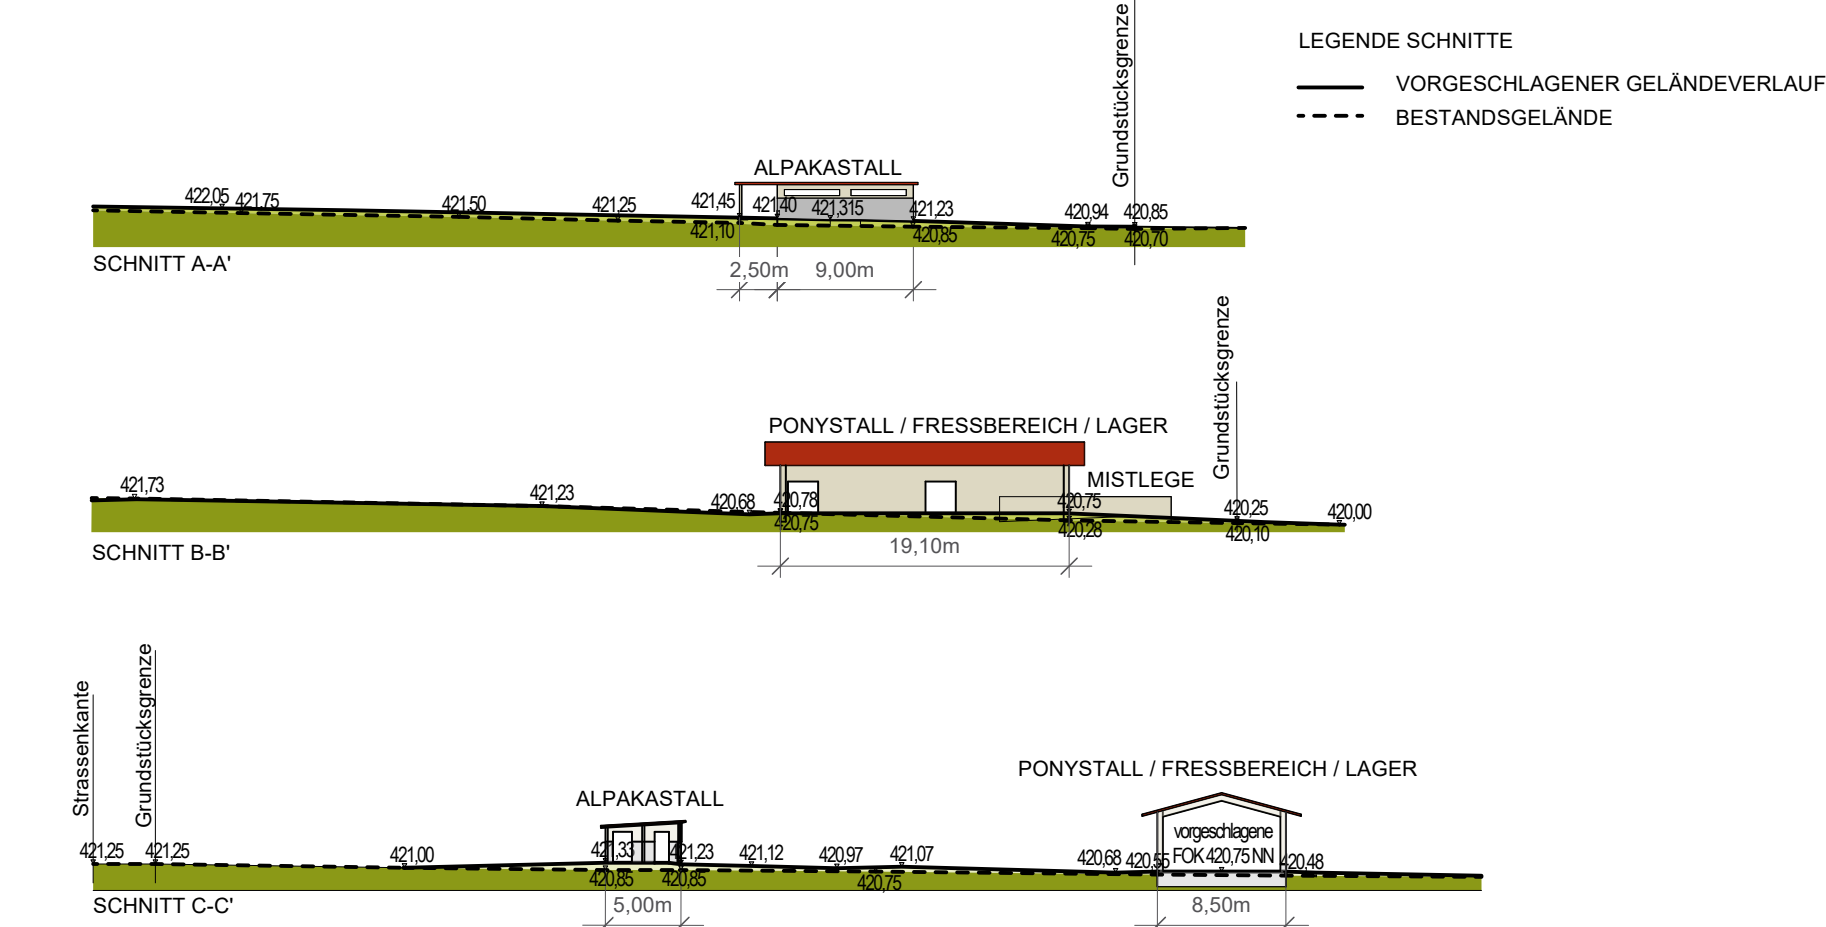 LEGENDE SCHNITTE
VORGESCHLAGENER GELÄNDEVERLAUF
BESTANDSGELÄNDE
Grundstücksgrenze
ALPAKASTALL
422,05 421,75 421,50 421,25 421,45 421,40 421,315 421,23 420,94 420,85
421,10 420,85 420,75 420,70
SCHNITT A-A'
2,50m 9,00m
Grundstücksgrenze
PONYSTALL / FRESSBEREICH / LAGER
MISTLEGE
421,73 421,23 420,68 420,78 420,75 420,25 420,00
420,75 420,28 420,10
SCHNITT B-B'
19,10m
Strassenkante
Grundstücksgrenze
PONYSTALL / FRESSBEREICH / LAGER
ALPAKASTALL
vorgeschlagene
FOK 420,75 NN
421,25 421,25 421,00 421,33 421,23 421,12 420,97 421,07 420,68 420,55 420,48
420,85 420,85 420,75
SCHNITT C-C'
5,00m 8,50m